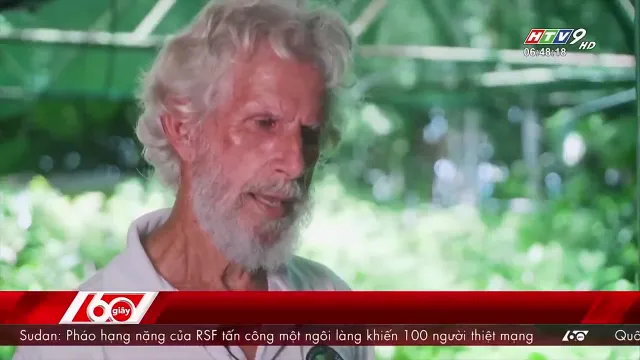 HTV9 HD
06:48:18
60 giây
Sudan: Pháo hạng nặng của RSF tấn công một ngôi làng khiến 100 người thiệt mạng 60 Quố